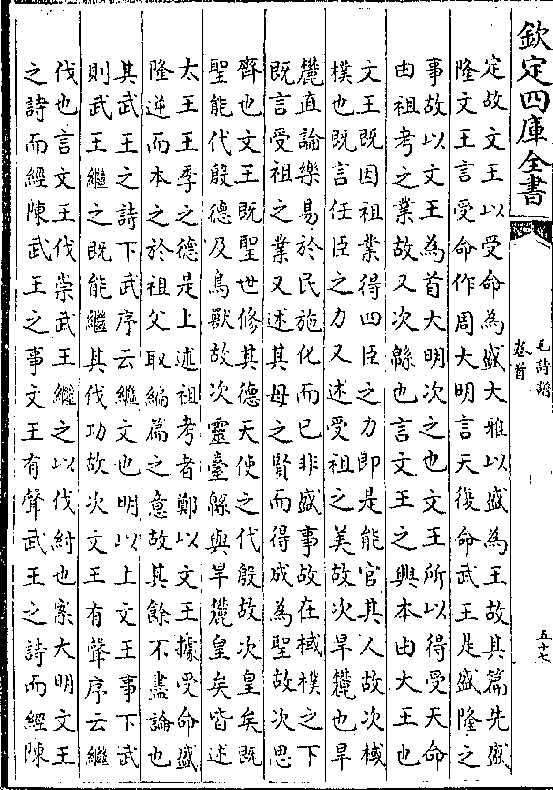 欽定四庫全書
毛詩譜
卷首
五十七
定故文王以受命為盛大雅以盛為王故其篇先盛
隆文王言受命作周大明言天復命武王是盛隆之
事故以文王為首大明次之也文王所以得受天命
由祖考之業故又次緜也言文王之興本由大王也
文王既因祖業得四臣之力即是能官其人故次棫
樸也既言任臣之力又述受祖之美故次旱麓也旱
麓直論樂易於民施化而已非盛事故在棫樸之下
既言受祖之業又述其母之賢而得成為聖故次思
齊也文王既聖世修其德天使之代殷故次皇矣既
聖能代殷德及鳥獸故次靈臺緜與旱麓皇矣皆述
太王王季之德是上述祖考者鄭以文王據受命盛
隆逆而本之於祖父取編篇之意故其餘不盡論也
其武王之詩下武序云繼文也明以上文王事下武
則武王繼之既能繼其伐功故次文王有聲序云繼
伐也言文王伐崇武王繼之以伐紂也案大明文王
之詩而經陳武王之事文王有聲武王之詩而經陳